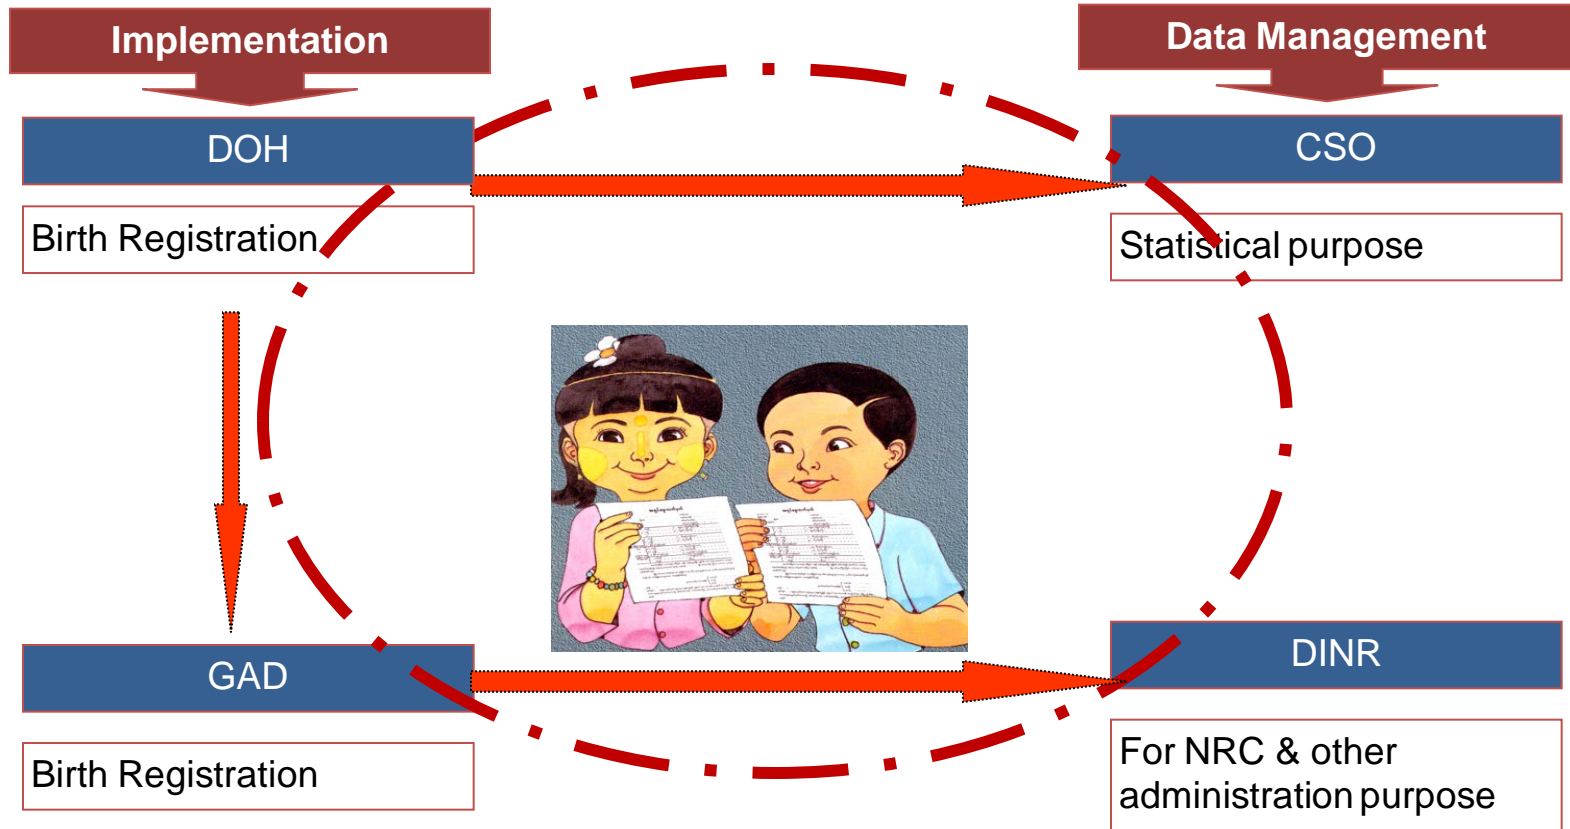 Implementation
Data Management
DOH
CSO
Birth Registration
Statistical purpose
GAD
DINR
Birth Registration
For NRC & other
administration purpose